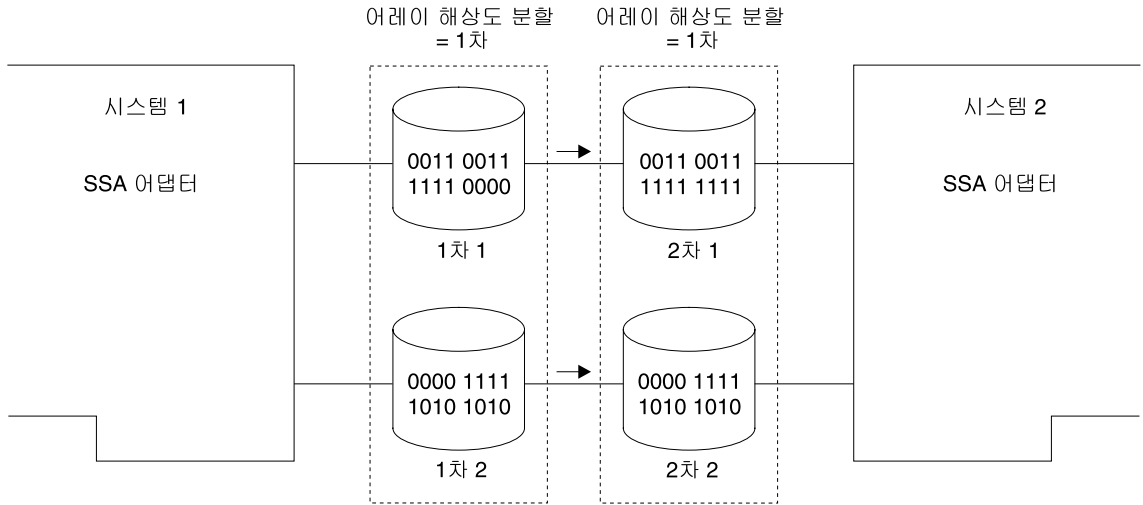 어레이 해상도 분할
= 1차
어레이 해상도 분할
= 1차
시스템 1
SSA 어댑터
0011 0011
1111 0000
1차 1
0011 0011
1111 1111
2차 1
시스템 2
SSA 어댑터
0000 1111
1010 1010
1차 2
0000 1111
1010 1010
2차 2